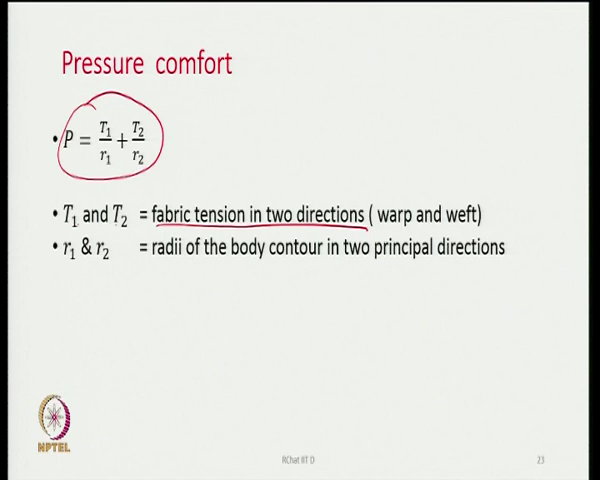 Pressure comfort
• P = T₁/r₁ + T₂/r₂
• T₁ and T₂ = fabric tension in two directions ( warp and weft)
• r₁ & r₂ = radii of the body contour in two principal directions
NPTEL
RChat IIT D
23